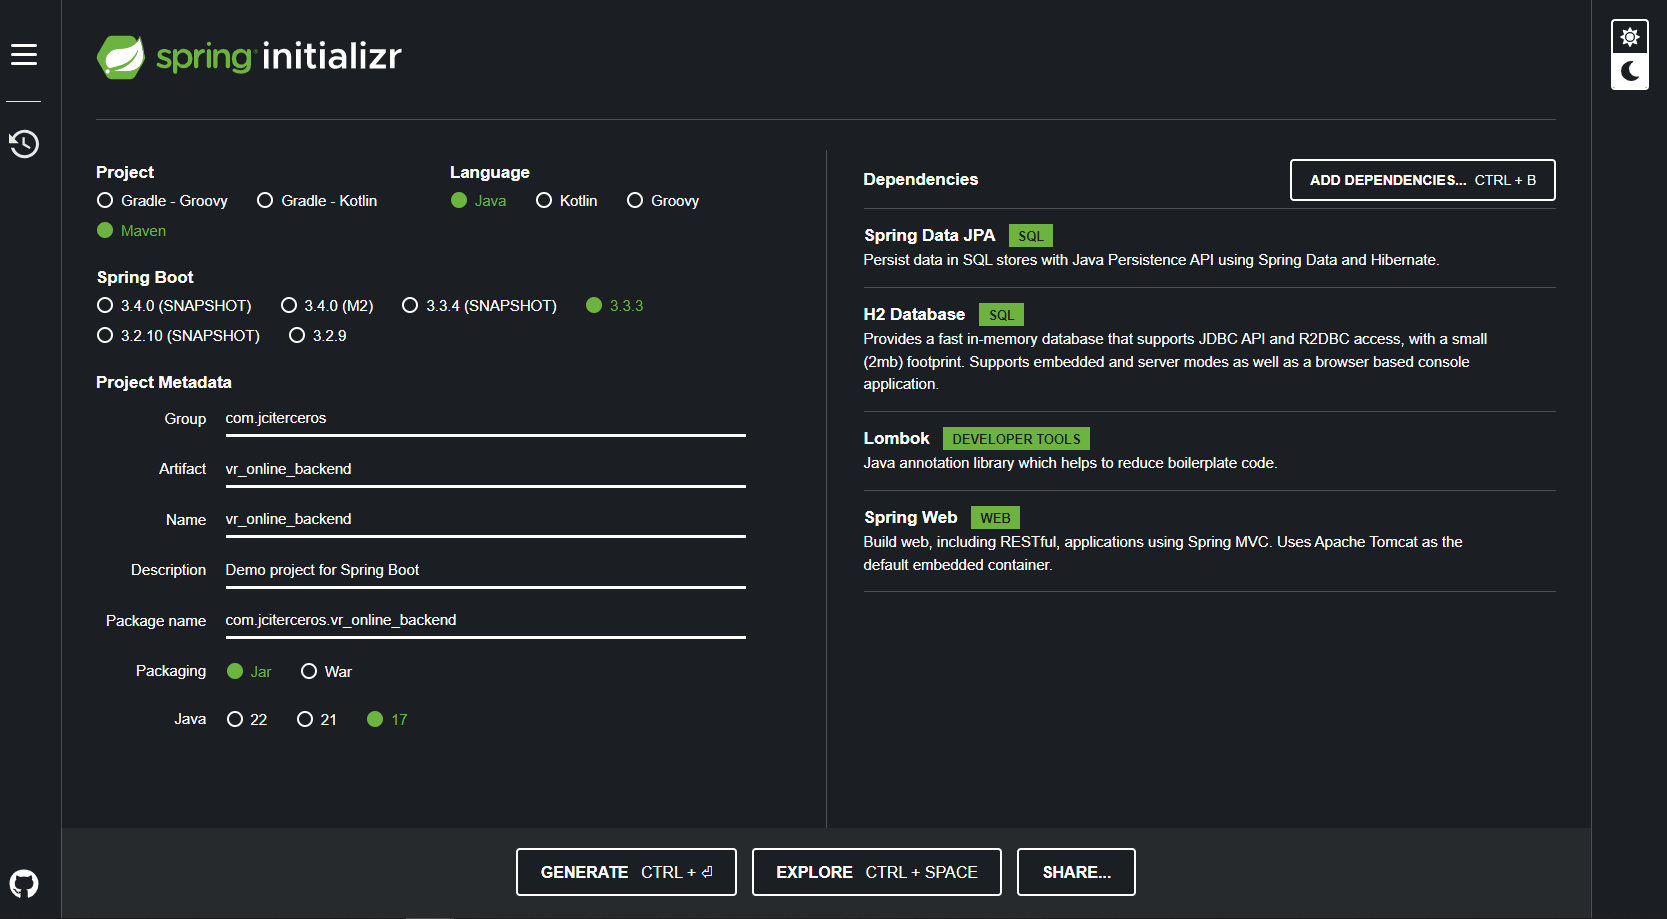 spring initializr
Project
Gradle - Groovy Gradle - Kotlin
Maven
Language
Java Kotlin Groovy
Spring Boot
3.4.0 (SNAPSHOT) 3.4.0 (M2) 3.3.4 (SNAPSHOT) 3.3.3
3.2.10 (SNAPSHOT) 3.2.9
Project Metadata
Group com.jciterceros
Artifact vr_online_backend
Name vr_online_backend
Description Demo project for Spring Boot
Package name com.jciterceros.vr_online_backend
Packaging Jar War
Java 22 21 17
Dependencies
ADD DEPENDENCIES... CTRL + B
Spring Data JPA SQL
Persist data in SQL stores with Java Persistence API using Spring Data and Hibernate.
H2 Database SQL
Provides a fast in-memory database that supports JDBC API and R2DBC access, with a small
(2mb) footprint. Supports embedded and server modes as well as a browser based console
application.
Lombok DEVELOPER TOOLS
Java annotation library which helps to reduce boilerplate code.
Spring Web WEB
Build web, including RESTful, applications using Spring MVC. Uses Apache Tomcat as the
default embedded container.
GENERATE CTRL + ⏎
EXPLORE CTRL + SPACE
SHARE...